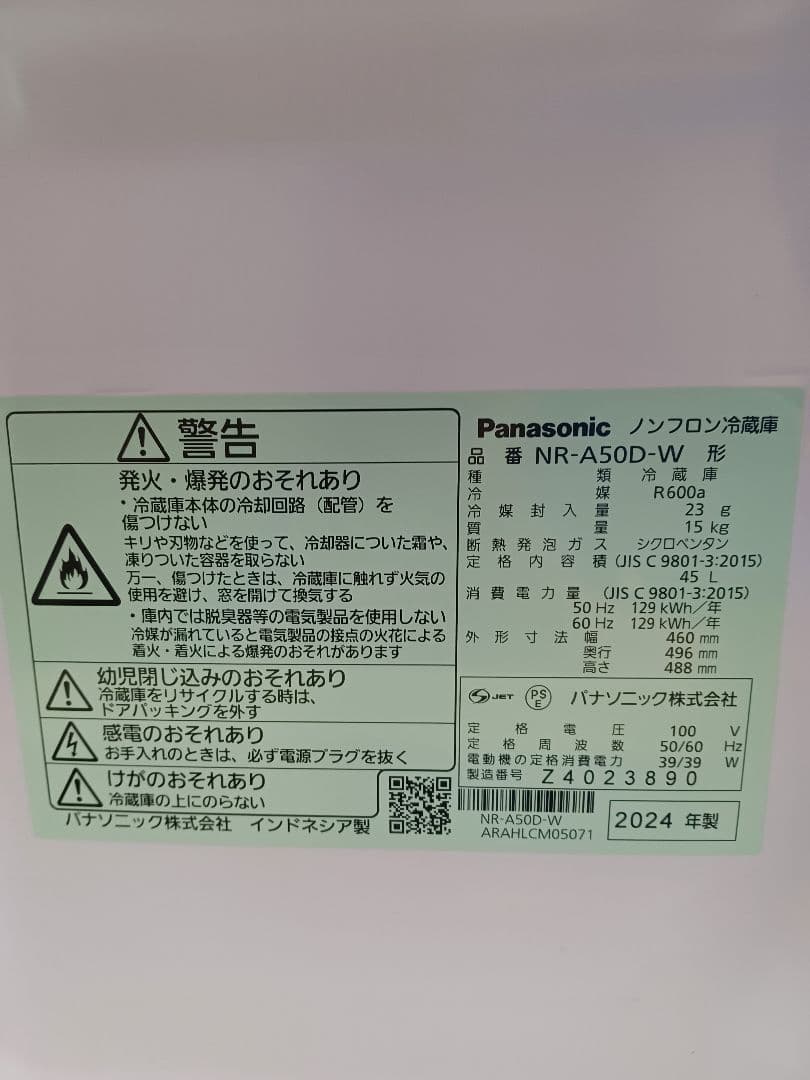 警告
発火・爆発のおそれあり
・冷蔵庫本体の冷却回路（配管）を
傷つけない
キリや刃物などを使って、冷却器についた霜や、
凍りついた容器を取らない
万一、傷つけたときは、冷蔵庫に触れず火気の
使用を避け、窓を開けて換気する
・庫内では脱臭器等の電気製品を使用しない
冷媒が漏れていると電気製品の接点の火花による
着火・着火による爆発のおそれがあります
幼児閉じ込みのおそれあり
冷蔵庫をリサイクルする時は、
ドアパッキングを外す
感電のおそれあり
お手入れのときは、必ず電源プラグを抜く
けがのおそれあり
冷蔵庫の上にのらない
パナソニック株式会社 インドネシア製
Panasonic ノンフロン冷蔵庫
品番 NR-A50D-W 形
種類 冷蔵庫
冷媒 R600a
冷媒封入量 23 g
質量 15 kg
断熱発泡ガス シクロペンタン
定格内容積 (JIS C 9801-3:2015)
45 L
消費電力量 (JIS C 9801-3:2015)
50 Hz 129 kWh／年
60 Hz 129 kWh／年
外形寸法 幅 460 mm
奥行 496 mm
高さ 488 mm
S JET PS E パナソニック株式会社
定格電圧 100 V
定格周波数 50/60 Hz
電動機の定格消費電力 39/39 W
製造番号 Z4023890
NR-A50D-W
ARAHLCM05071
2024 年製